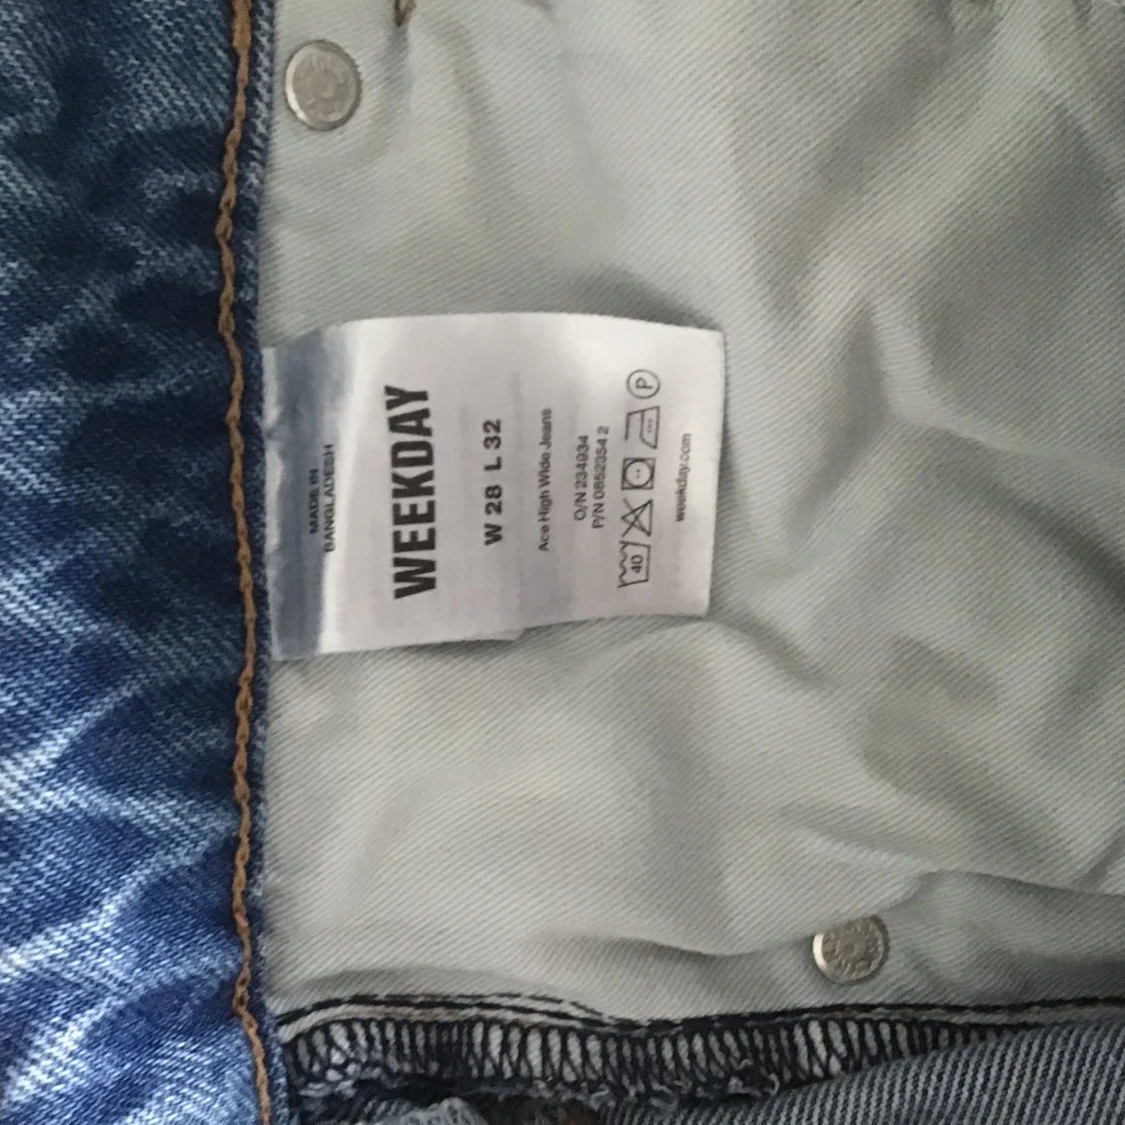 MADE IN
BANGLADESH
WEEKDAY
W 28 L 32
Ace High Wide Jeans
O/N 234934
P/N 0852354 2
40 P
weekday.com